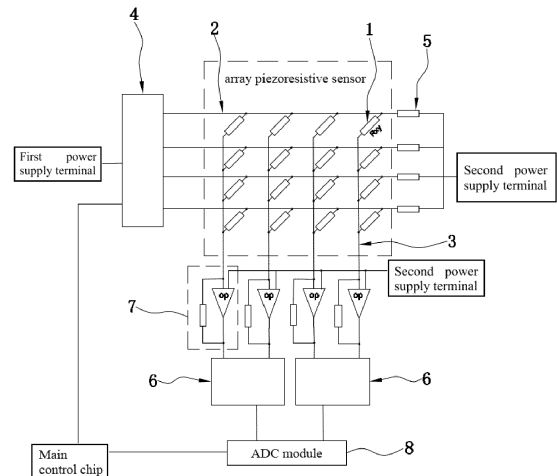 4
2
1
5
array piezoresistive sensor
First power
supply terminal
Second power
supply terminal
3
Second power
supply terminal
7
op
op
op
op
6
6
Main
control chip
ADC module
8